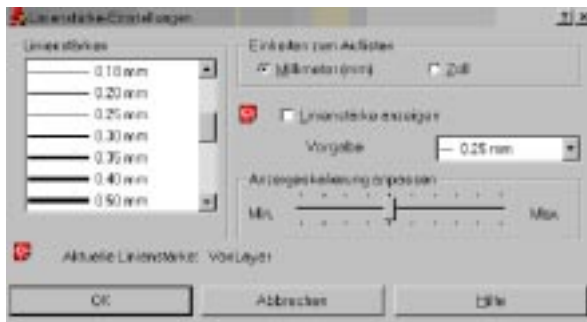 Linienstärke-Einstellungen
Linienstärken
0.18 mm
0.20 mm
0.25 mm
0.30 mm
0.35 mm
0.40 mm
0.50 mm
Einheiten zum Auflisten
Millimeter (mm)
Zoll
Linienstärke anzeigen
Vorgabe
0.25 mm
Anzeigeskalierung anpassen
Min.
Max.
Aktuelle Linienstärke: VonLayer
OK
Abbrechen
Hilfe